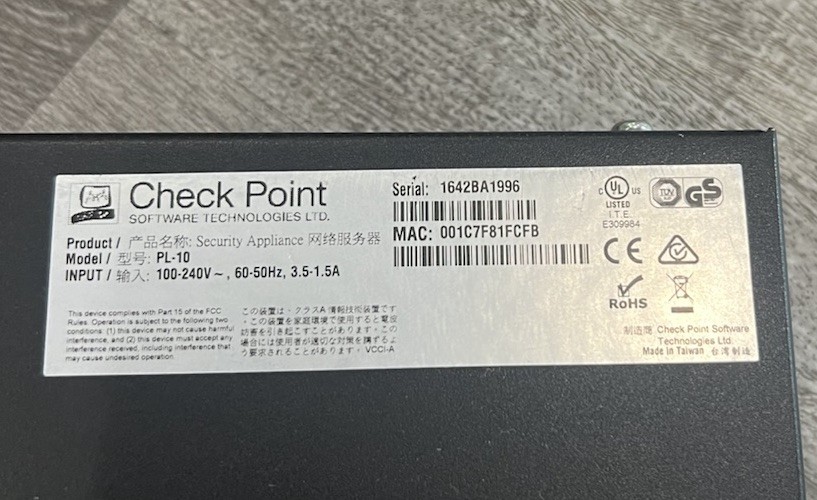 Check Point
SOFTWARE TECHNOLOGIES LTD.
Product / 产品名称: Security Appliance 网络服务器
Model / 型号: PL-10
INPUT / 输入: 100-240V~, 60-50Hz, 3.5-1.5A
This device complies with Part 15 of the FCC
Rules. Operation is subject to the following two
conditions: (1) this device may not cause harmful
interference, and (2) this device must accept any
interference received, including interference that
may cause undesired operation.
この装置は、クラスA 情報技術装置です
。この装置を家庭環境で使用すると電波
妨害を引き起こすことがあります。この
場合には使用者が適切な対策を講ずるよ
う要求されることがあります。 VCCI-A
Serial: 1642BA1996
MAC: 001C7F81FCFB
C UL US
LISTED
I.T.E.
E309984
TÜV
GS
CE
RoHS
制造商 Check Point Software
Technologies Ltd.
Made in Taiwan 台灣制造